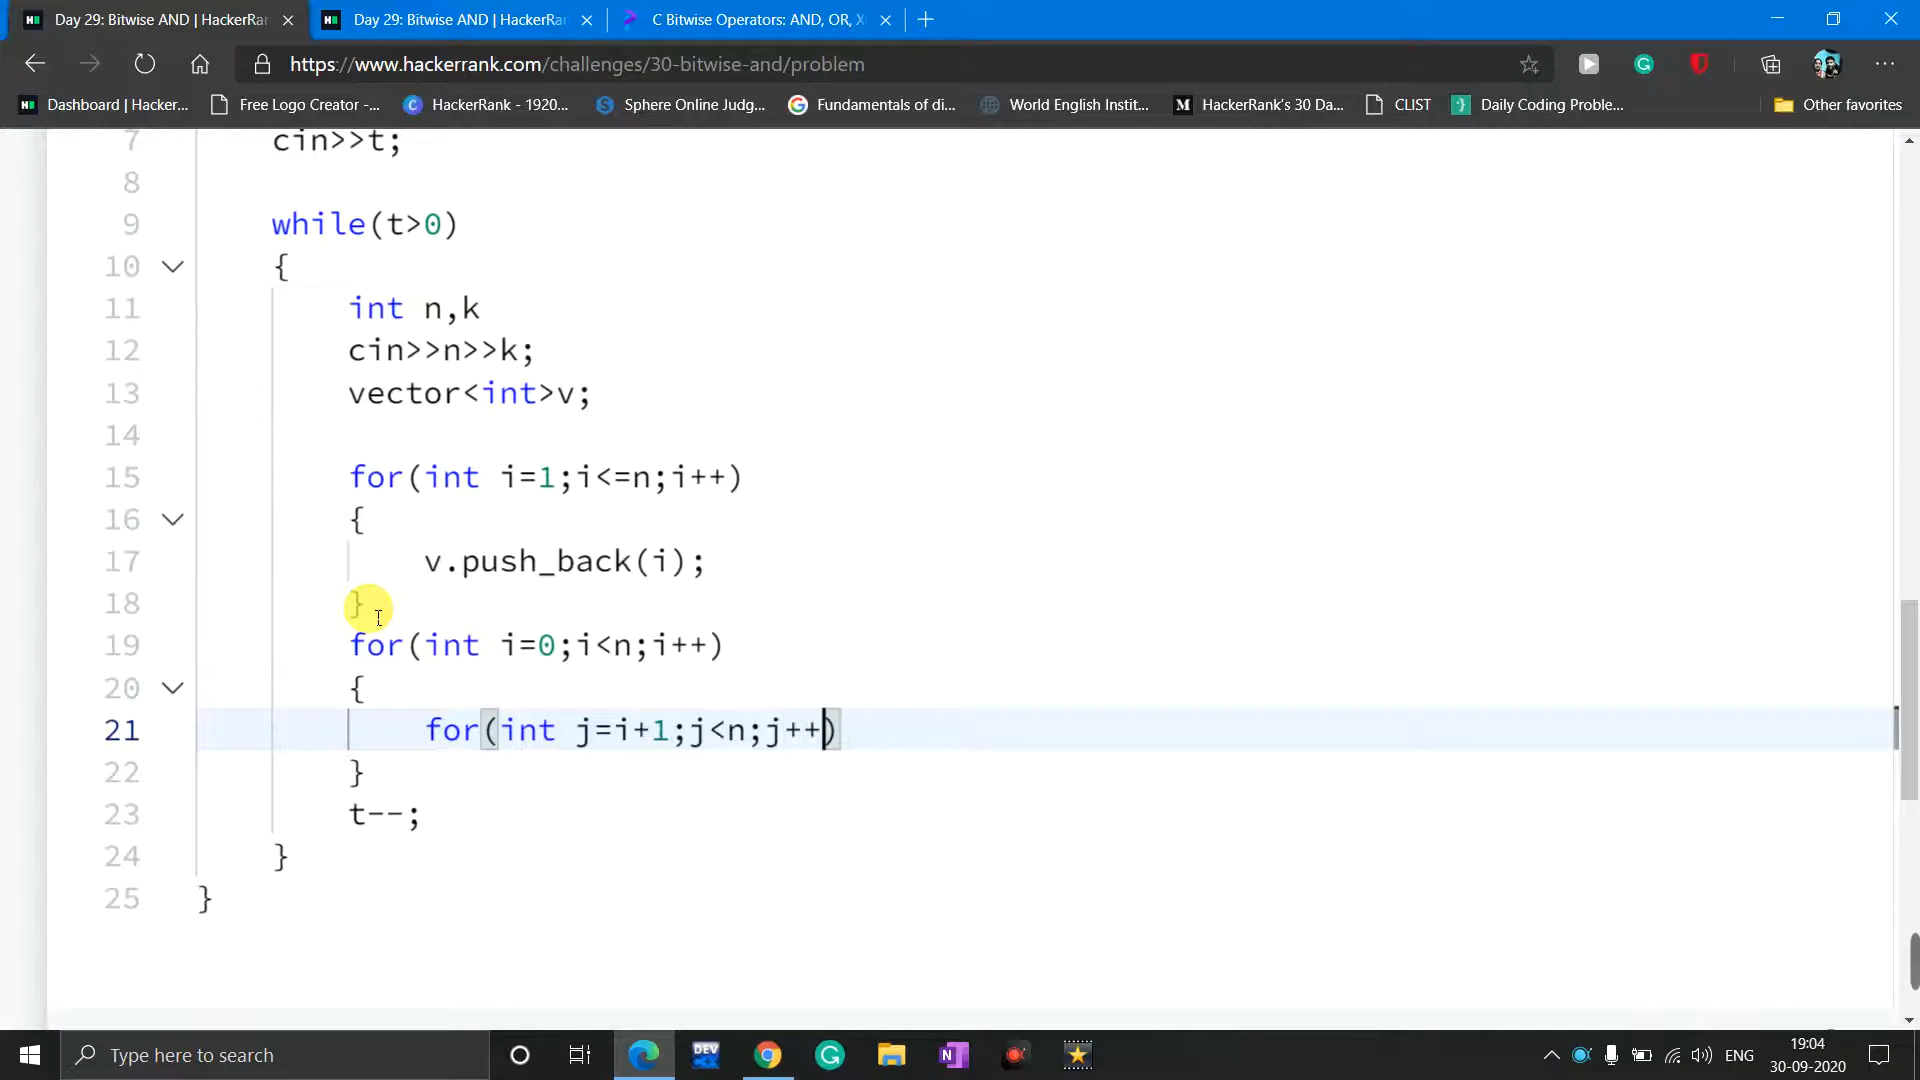 Day 29: Bitwise AND | HackerRa
Day 29: Bitwise AND | HackerRa
C Bitwise Operators: AND, OR, X
https://www.hackerrank.com/challenges/30-bitwise-and/problem
Dashboard | Hacker...
Free Logo Creator -...
HackerRank - 1920...
Sphere Online Judg...
Fundamentals of di...
World English Instit...
HackerRank's 30 Da...
CLIST
Daily Coding Proble...
Other favorites
7 cin>>t;
8
9 while(t>0)
10 {
11 int n,k
12 cin>>n>>k;
13 vector<int>v;
14
15 for(int i=1;i<=n;i++)
16 {
17 v.push_back(i);
18 }
19 for(int i=0;i<n;i++)
20 {
21 for(int j=i+1;j<n;j++)
22 }
23 t--;
24 }
25 }
Type here to search
DEV
ENG
19:04
30-09-2020